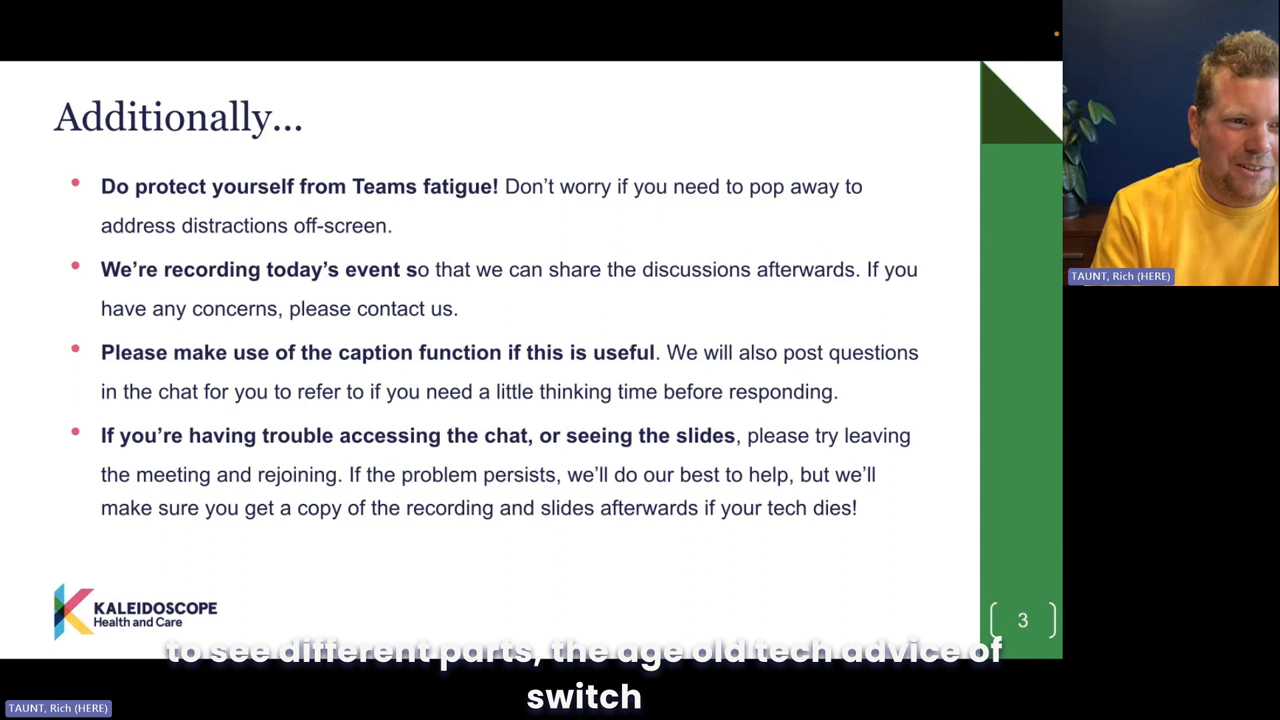 Additionally...
• Do protect yourself from Teams fatigue! Don’t worry if you need to pop away to
address distractions off-screen.
• We’re recording today’s event so that we can share the discussions afterwards. If you
have any concerns, please contact us.
• Please make use of the caption function if this is useful. We will also post questions
in the chat for you to refer to if you need a little thinking time before responding.
• If you’re having trouble accessing the chat, or seeing the slides, please try leaving
the meeting and rejoining. If the problem persists, we’ll do our best to help, but we’ll
make sure you get a copy of the recording and slides afterwards if your tech dies!
KALEIDOSCOPE
Health and Care
3
to see different parts, the age old tech advice of
switch
TAUNT, Rich (HERE)
TAUNT, Rich (HERE)